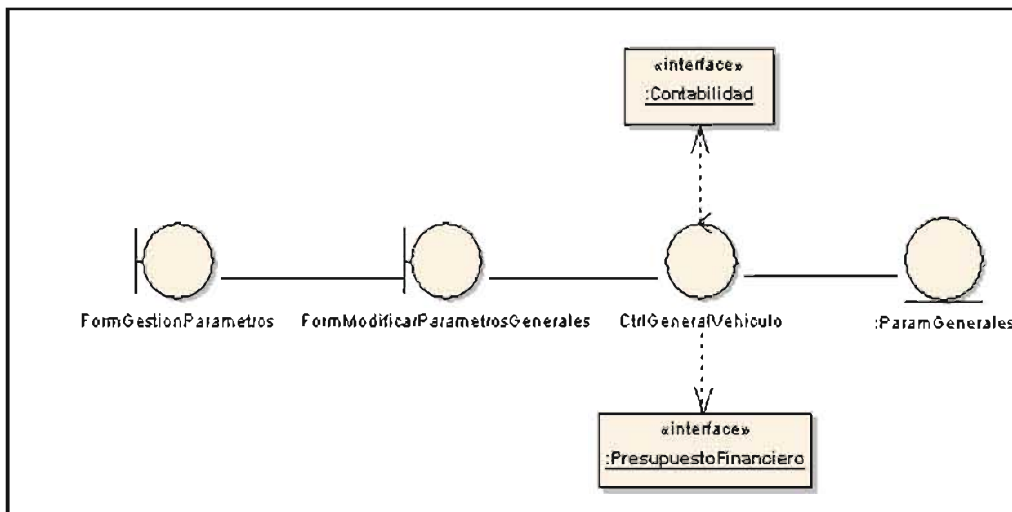 «interface»
:Contabilidad
FormGestionParametros
FormModificarParametrosGenerales
CtrlGeneralVehiculo
:ParamGenerales
«interface»
:PresupuestoFinanciero